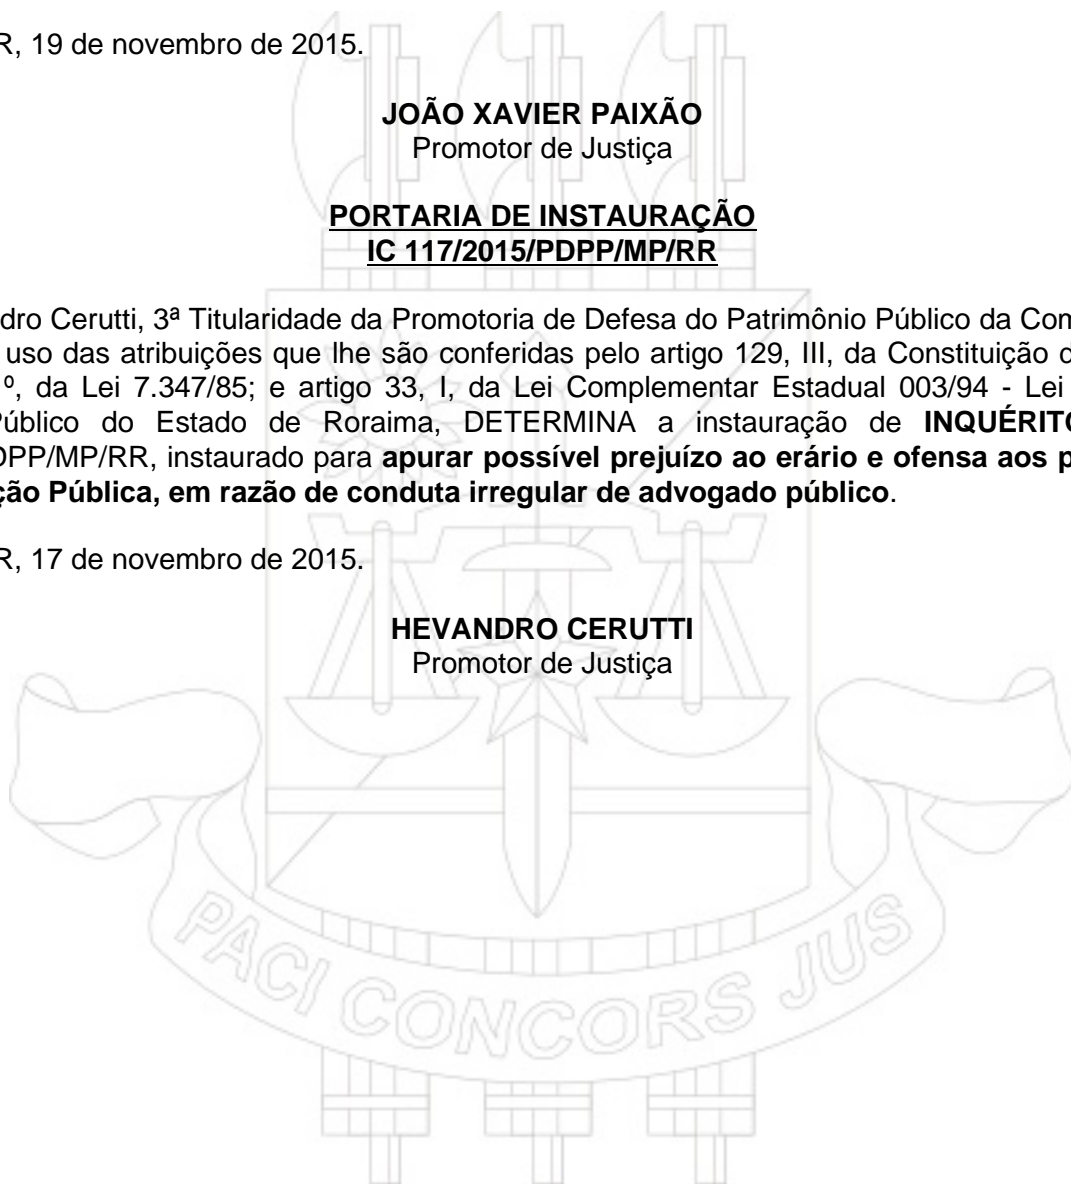 R, 19 de novembro de 2015.
JOÃO XAVIER PAIXÃO
Promotor de Justiça
PORTARIA DE INSTAURAÇÃO
IC 117/2015/PDPP/MP/RR
dro Cerutti, 3ª Titularidade da Promotoria de Defesa do Patrimônio Público da Com
uso das atribuições que lhe são conferidas pelo artigo 129, III, da Constituição d
º, da Lei 7.347/85; e artigo 33, I, da Lei Complementar Estadual 003/94 - Lei
Público do Estado de Roraima, DETERMINA a instauração de INQUÉRITO
DPP/MP/RR, instaurado para apurar possível prejuízo ao erário e ofensa aos p
ção Pública, em razão de conduta irregular de advogado público.
R, 17 de novembro de 2015.
HEVANDRO CERUTTI
Promotor de Justiça
PACI CONCORS JUS